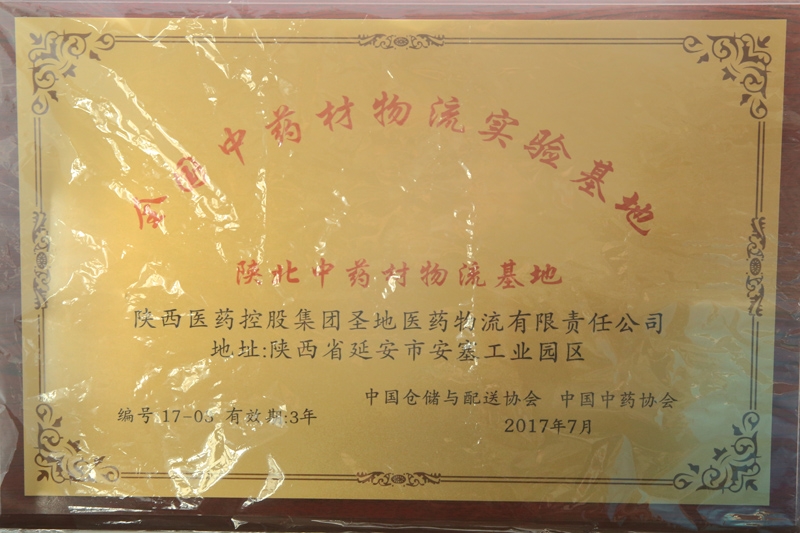 全国中药材物流实验基地
陕北中药材物流基地
陕西医药控股集团圣地医药物流有限责任公司
地址:陕西省延安市安塞工业园区
中国仓储与配送协会 中国中药协会
编号 有效期:3年
2017年7月